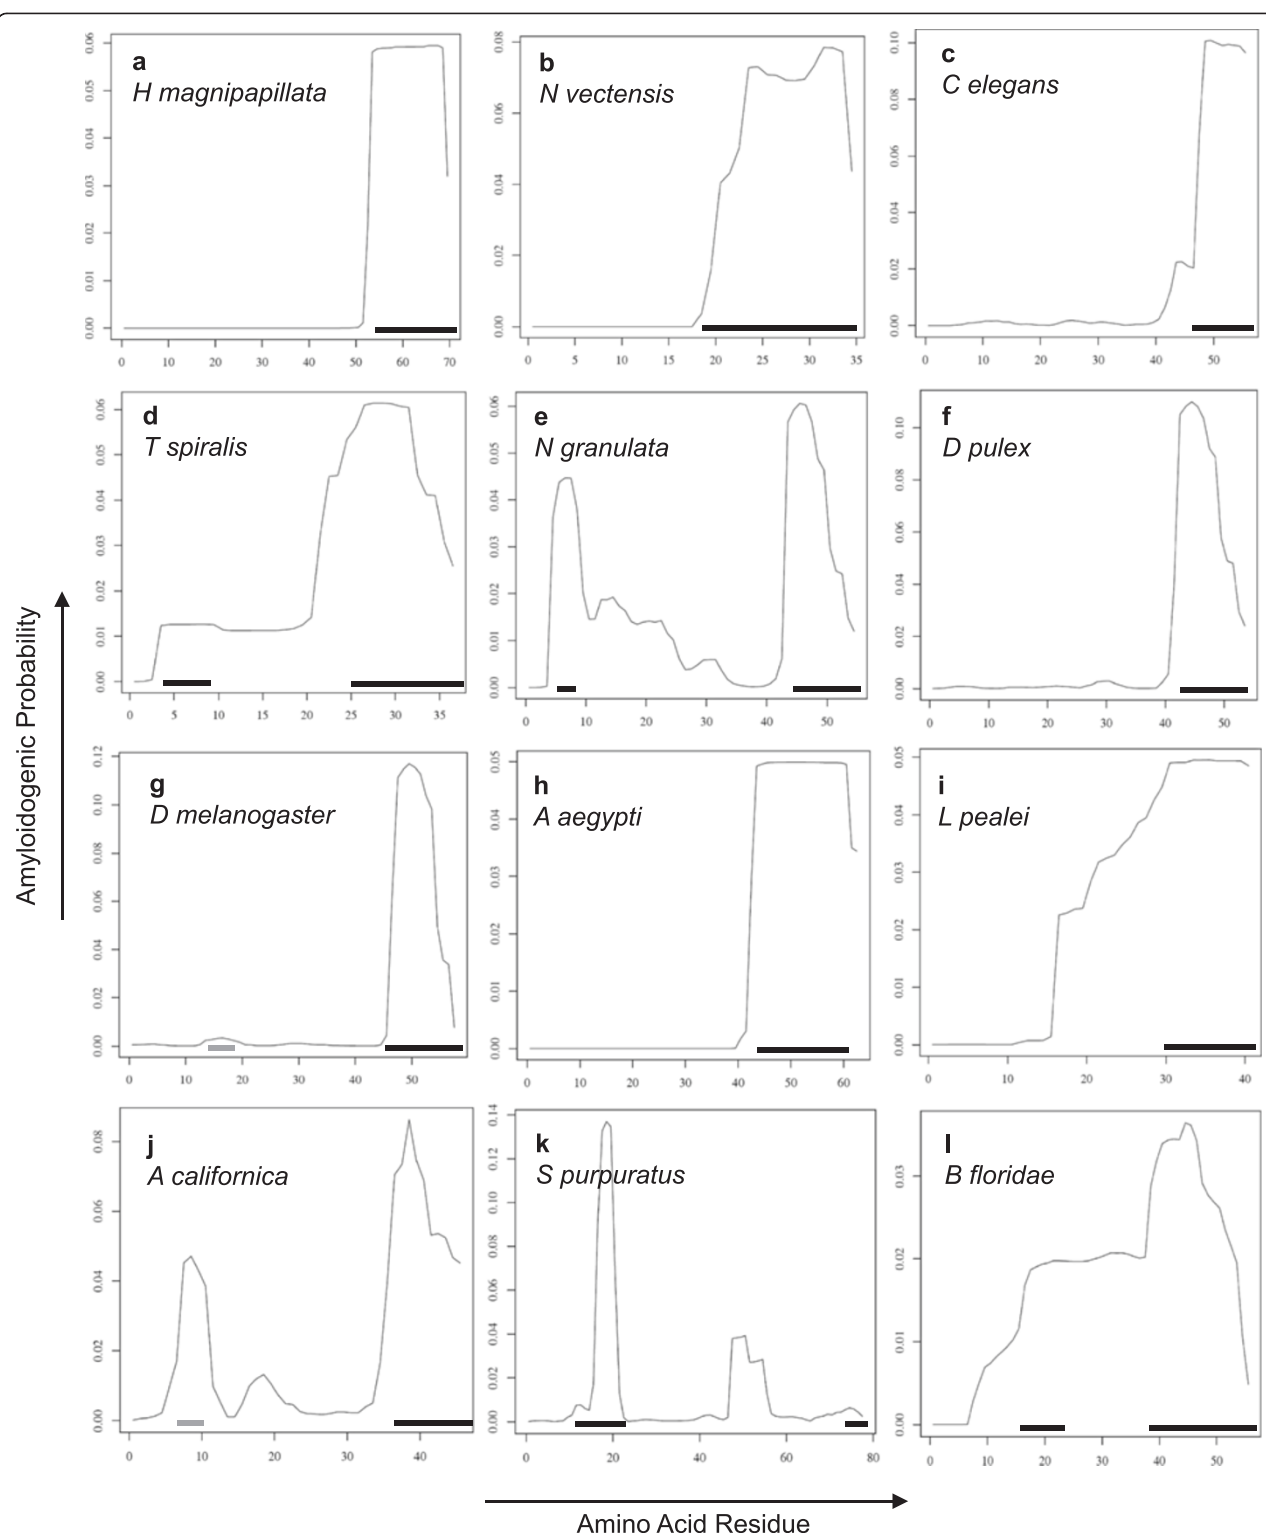 a
H magnipapillata
0.00 0.01 0.02 0.03 0.04 0.05 0.06
0 10 20 30 40 50 60 70
b
N vectensis
0.00 0.02 0.04 0.06 0.08
0 5 10 15 20 25 30 35
c
C elegans
0.00 0.02 0.04 0.06 0.08 0.10
0 10 20 30 40 50
d
T spiralis
0.00 0.01 0.02 0.03 0.04 0.05 0.06
0 5 15 15 20 25 30 35
e
N granulata
0.00 0.01 0.02 0.03 0.04 0.05 0.06
0 10 20 30 40 50
f
D pulex
0.00 0.02 0.04 0.06 0.08 0.10
0 10 20 30 40 50
g
D melanogaster
0.00 0.02 0.04 0.06 0.08 0.10 0.12
0 10 20 30 40 50
h
A aegypti
0.00 0.01 0.02 0.03 0.04 0.05
0 10 20 30 40 50 60
i
L pealei
0.00 0.01 0.02 0.03 0.04 0.05
0 10 20 30 40
j
A californica
0.00 0.02 0.04 0.06 0.08
0 10 20 30 40
k
S purpuratus
0.00 0.02 0.04 0.06 0.08 0.10 0.12 0.14
0 20 40 60 80
l
B floridae
0.00 0.01 0.02 0.03
0 10 20 30 40 50
Amyloidogenic Probability
Amino Acid Residue